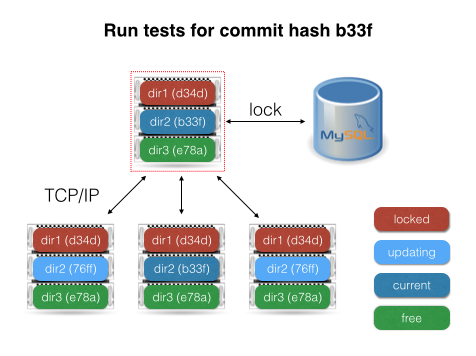 Run tests for commit hash b33f
dir1 (d34d)
dir2 (b33f)
dir3 (e78a)
lock
MySQL
TCP/IP
dir1 (d34d)
dir2 (76ff)
dir3 (e78a)
dir1 (d34d)
dir2 (b33f)
dir3 (e78a)
dir1 (d34d)
dir2 (76ff)
dir3 (e78a)
locked
updating
current
free